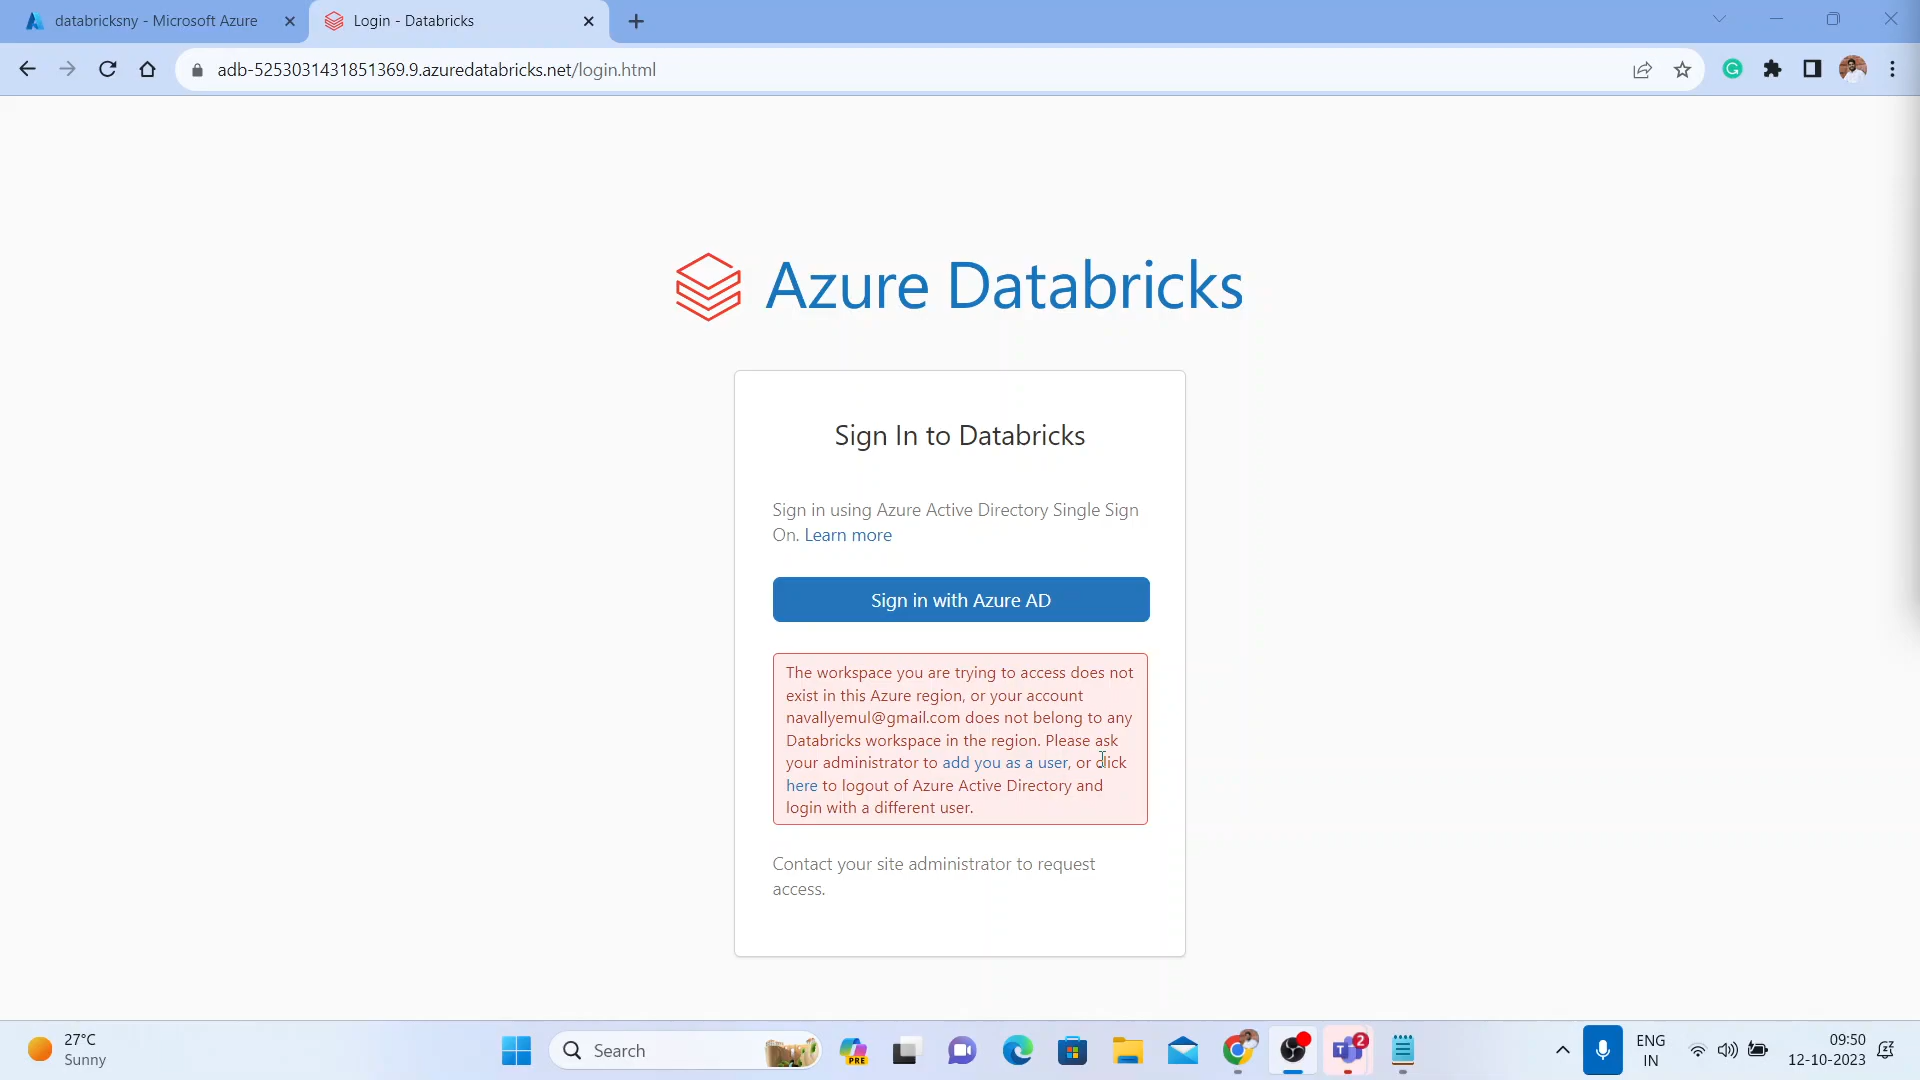 databricksny - Microsoft Azure
Login - Databricks
adb-5253031431851369.9.azuredatabricks.net/login.html
Azure Databricks
Sign In to Databricks
Sign in using Azure Active Directory Single Sign
On. Learn more
Sign in with Azure AD
The workspace you are trying to access does not
exist in this Azure region, or your account
navallyemul@gmail.com does not belong to any
Databricks workspace in the region. Please ask
your administrator to add you as a user, or click
here to logout of Azure Active Directory and
login with a different user.
Contact your site administrator to request
access.
27°C
Sunny
Search
PRE
2
ENG
IN
09:50
12-10-2023